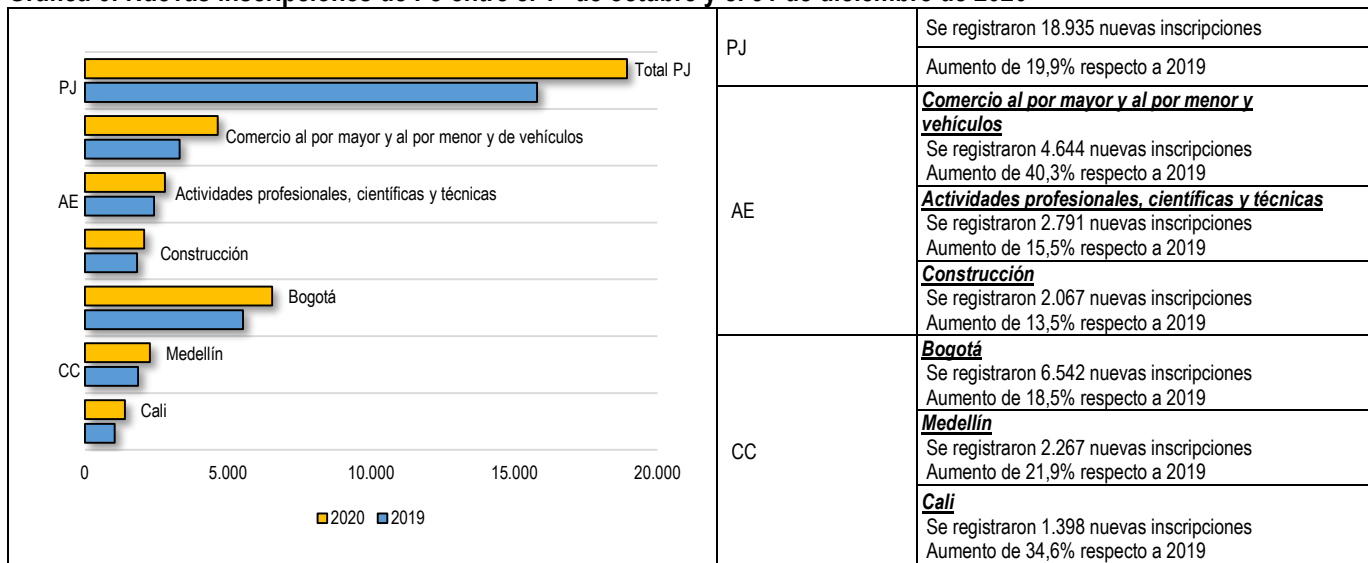 PJ
Total PJ
Comercio al por mayor y al por menor y de vehículos
AE
Actividades profesionales, científicas y técnicas
Construcción
Bogotá
Medellín
CC
Cali
0 5.000 10.000 15.000 20.000
2020 2019
PJ
Se registraron 18.935 nuevas inscripciones
Aumento de 19,9% respecto a 2019
AE
Comercio al por mayor y al por menor y
vehículos
Se registraron 4.644 nuevas inscripciones
Aumento de 40,3% respecto a 2019
Actividades profesionales, científicas y técnicas
Se registraron 2.791 nuevas inscripciones
Aumento de 15,5% respecto a 2019
Construcción
Se registraron 2.067 nuevas inscripciones
Aumento de 13,5% respecto a 2019
CC
Bogotá
Se registraron 6.542 nuevas inscripciones
Aumento de 18,5% respecto a 2019
Medellín
Se registraron 2.267 nuevas inscripciones
Aumento de 21,9% respecto a 2019
Cali
Se registraron 1.398 nuevas inscripciones
Aumento de 34,6% respecto a 2019